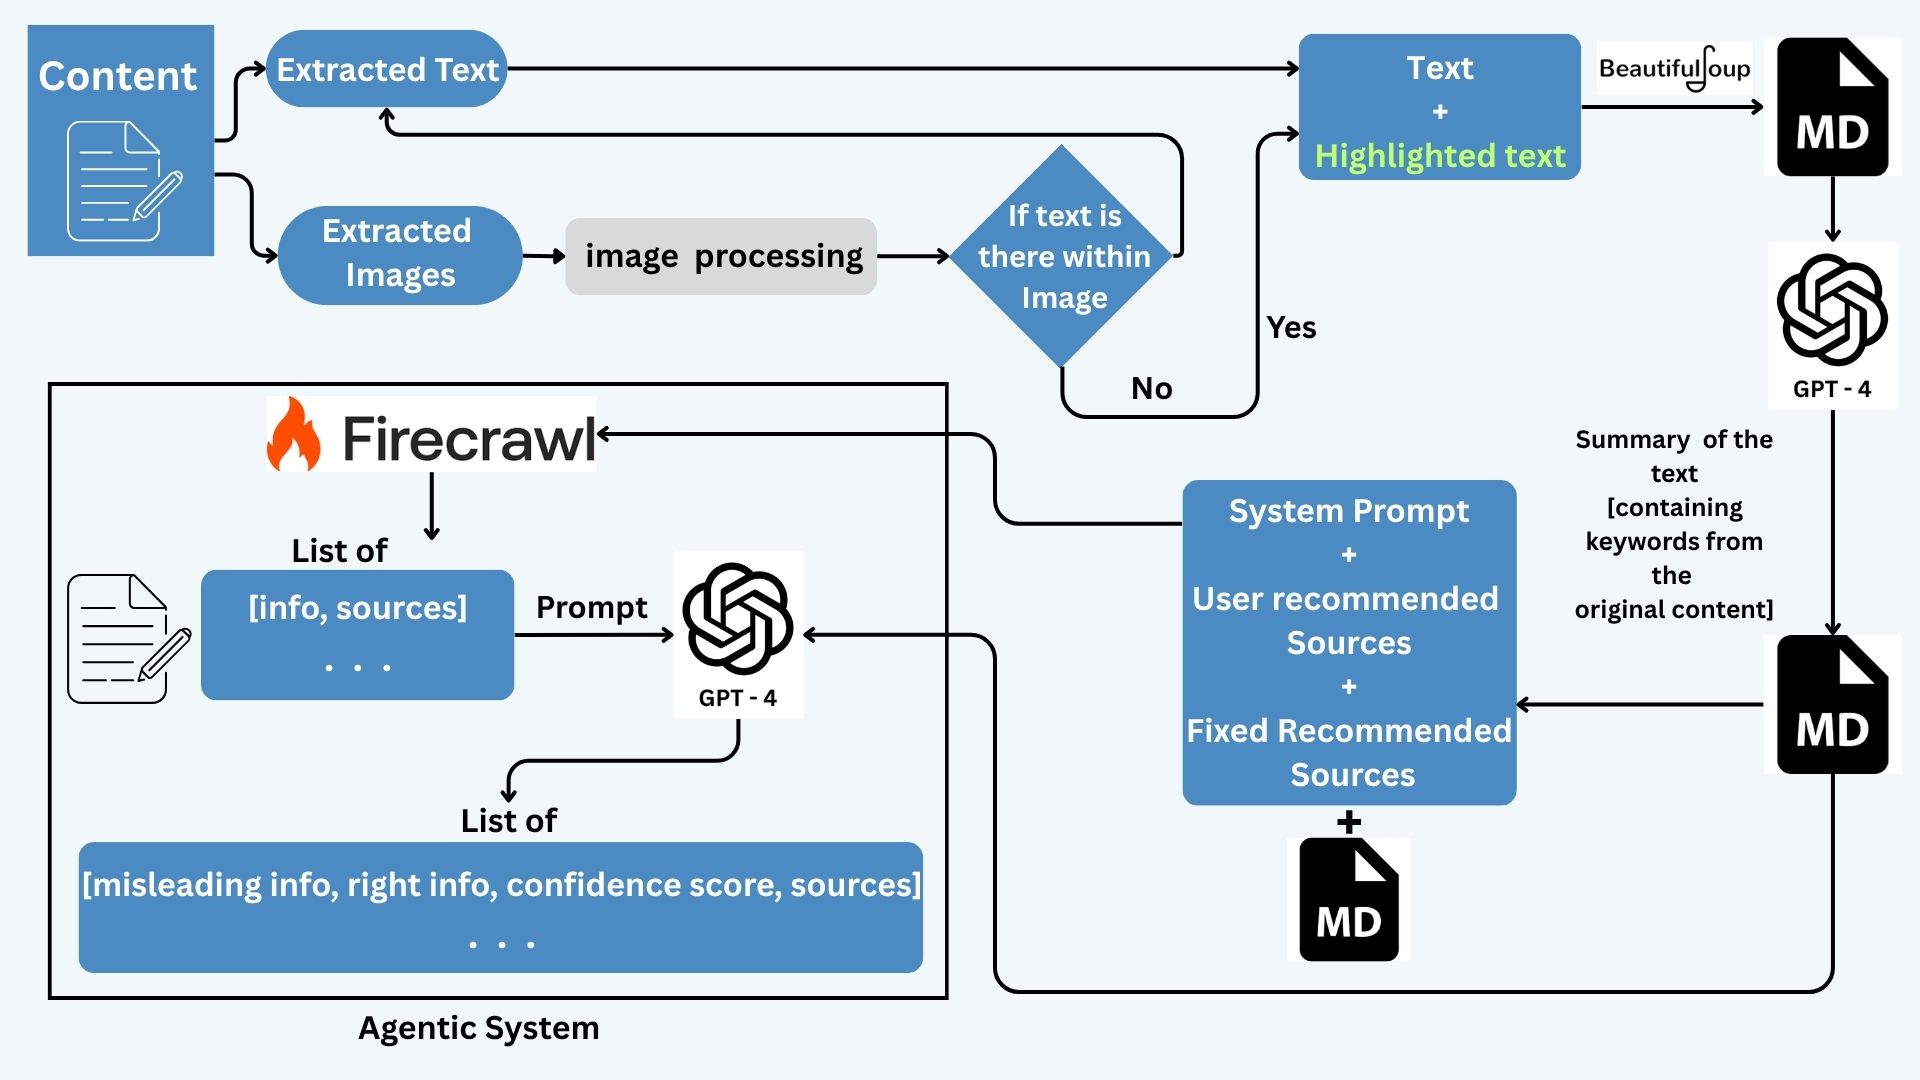 Content
Extracted Text
Text
+
Highlighted text
BeautifulSoup
MD
Extracted
Images
image processing
If text is
there within
Image
Yes
No
GPT - 4
Summary of the
text
[containing
keywords from
the
original content]
MD
System Prompt
+
User recommended
Sources
+
Fixed Recommended
Sources
+
MD
Firecrawl
List of
[info, sources]
. . .
Prompt
GPT - 4
List of
[misleading info, right info, confidence score, sources]
. . .
Agentic System